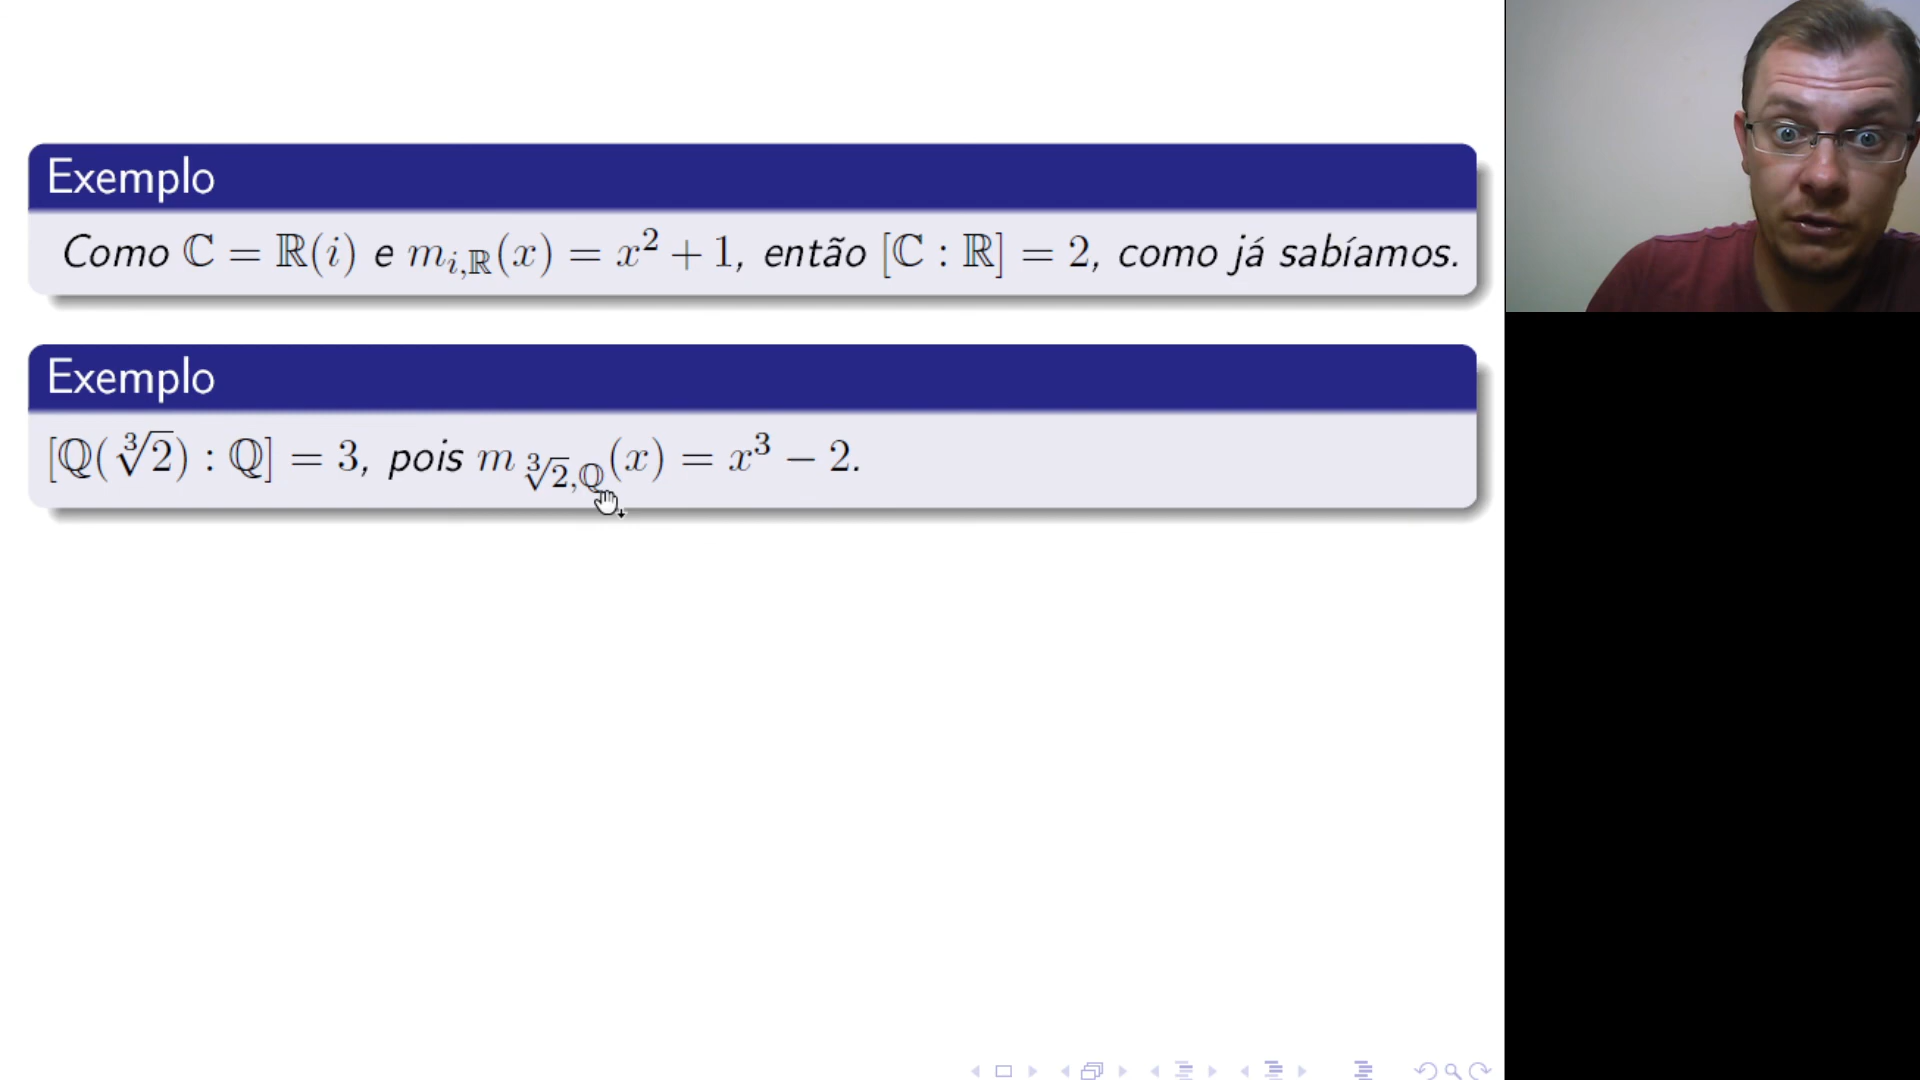 Exemplo
Como ℂ = ℝ(i) e m_{i,ℝ}(x) = x² + 1, então [ℂ : ℝ] = 2, como já sabíamos.
Exemplo
[ℚ(∛2) : ℚ] = 3, pois m_{∛2,ℚ}(x) = x³ − 2.